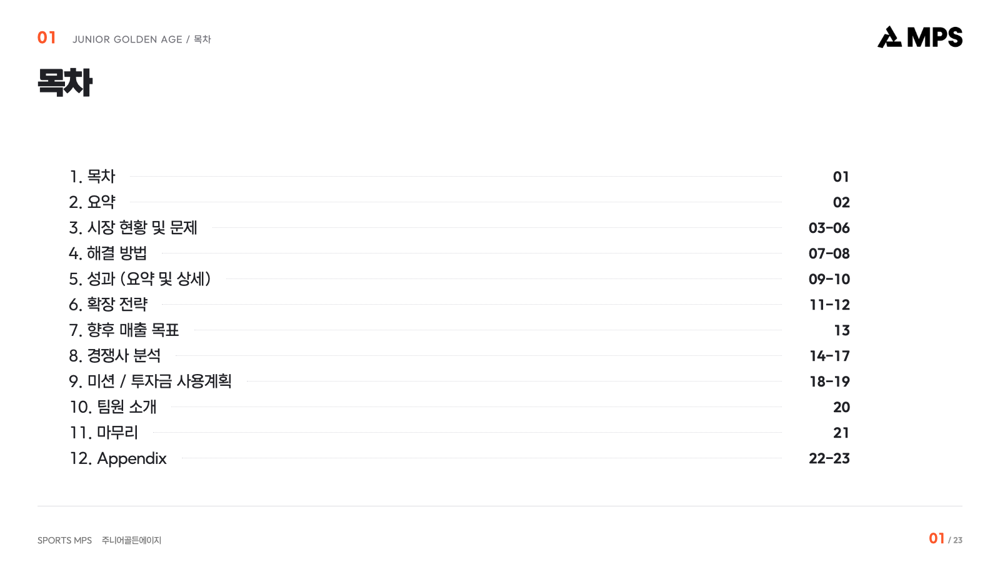 01 JUNIOR GOLDEN AGE / 목차
MPS
목차
1. 목차 01
2. 요약 02
3. 시장 현황 및 문제 03–06
4. 해결 방법 07–08
5. 성과 (요약 및 상세) 09–10
6. 확장 전략 11–12
7. 향후 매출 목표 13
8. 경쟁사 분석 14–17
9. 미션 / 투자금 사용계획 18–19
10. 팀원 소개 20
11. 마무리 21
12. Appendix 22–23
SPORTS MPS 주니어골든에이지
01 / 23